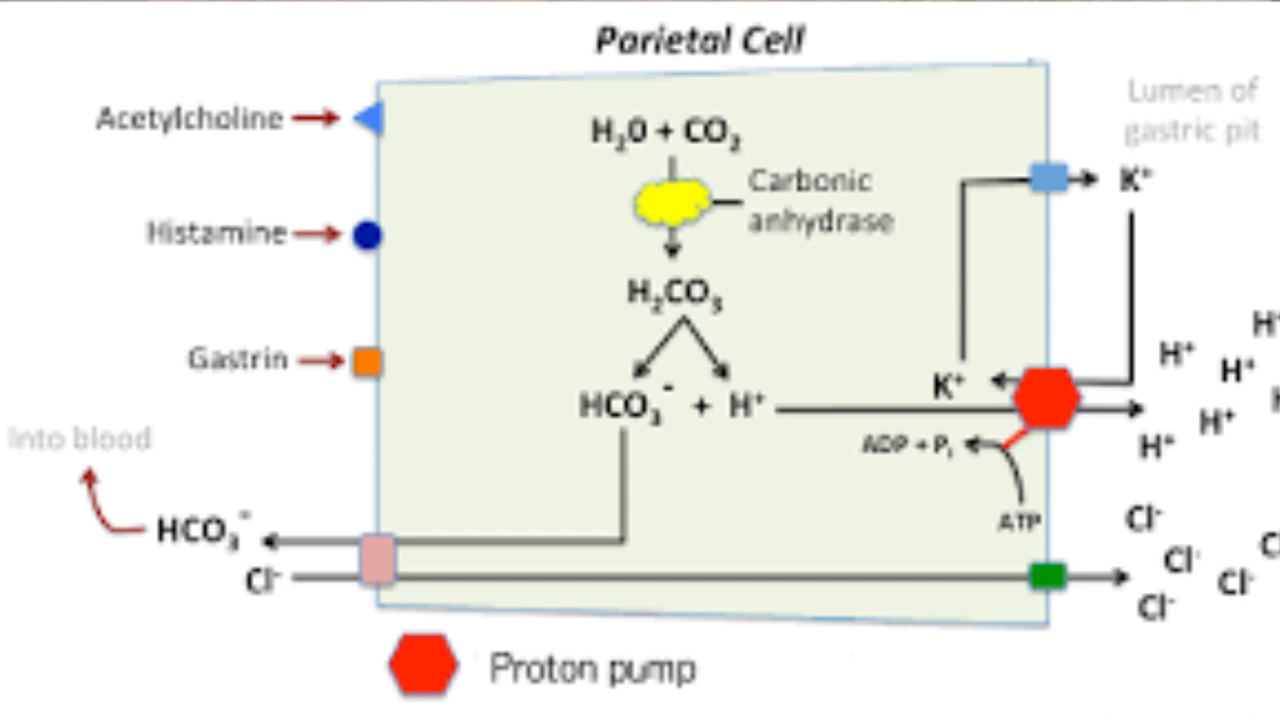 Parietal Cell
Lumen of
gastric pit
Acetylcholine
H₂0 + CO₂
Carbonic
anhydrase
K⁺
Histamine
H₂CO₃
Gastrin
HCO₃⁻ + H⁺
K⁺
H⁺
H⁺
H⁺
H⁺
H⁺
ADP + Pᵢ
ATP
Into blood
HCO₃⁻
Cl⁻
Cl⁻
Cl⁻
Cl⁻
Cl⁻
Proton pump